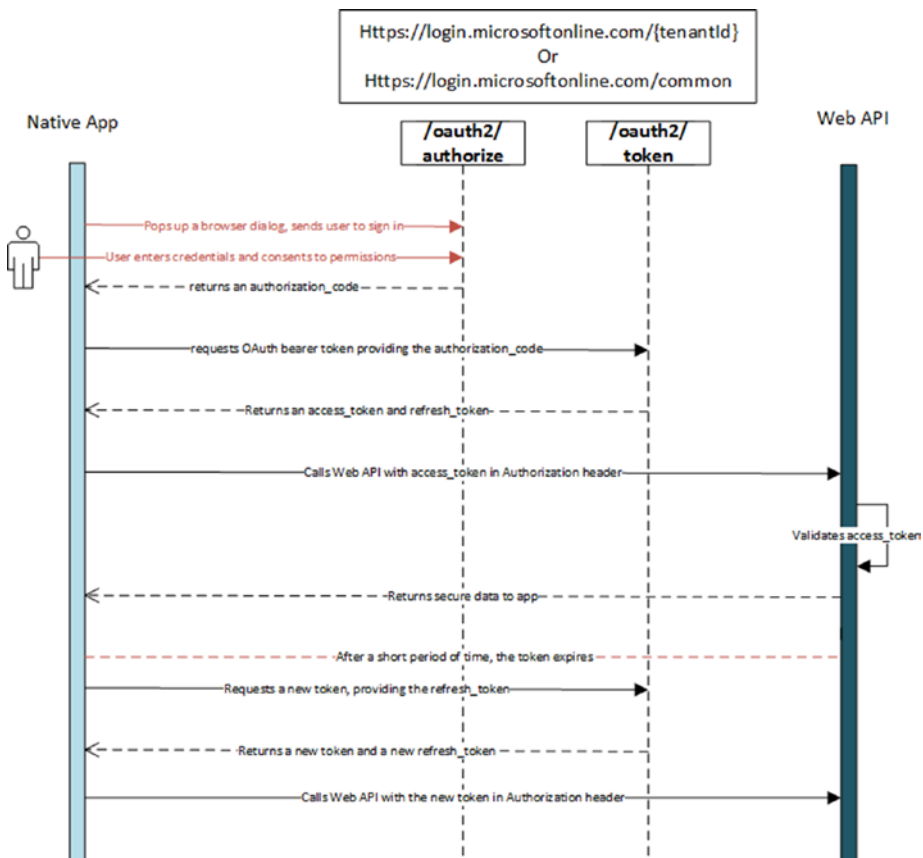 Https://login.microsoftonline.com/{tenantId}
Or
Https://login.microsoftonline.com/common
Native App
/oauth2/
authorize
/oauth2/
token
Web API
Pops up a browser dialog, sends user to sign in
User enters credentials and consents to permissions
returns an authorization_code
requests OAuth bearer token providing the authorization_code
Returns an access_token and refresh_token
Calls Web API with access_token in Authorization header
Validates access_token
Returns secure data to app
After a short period of time, the token expires
Requests a new token, providing the refresh_token
Returns a new token and a new refresh_token
Calls Web API with the new token in Authorization header